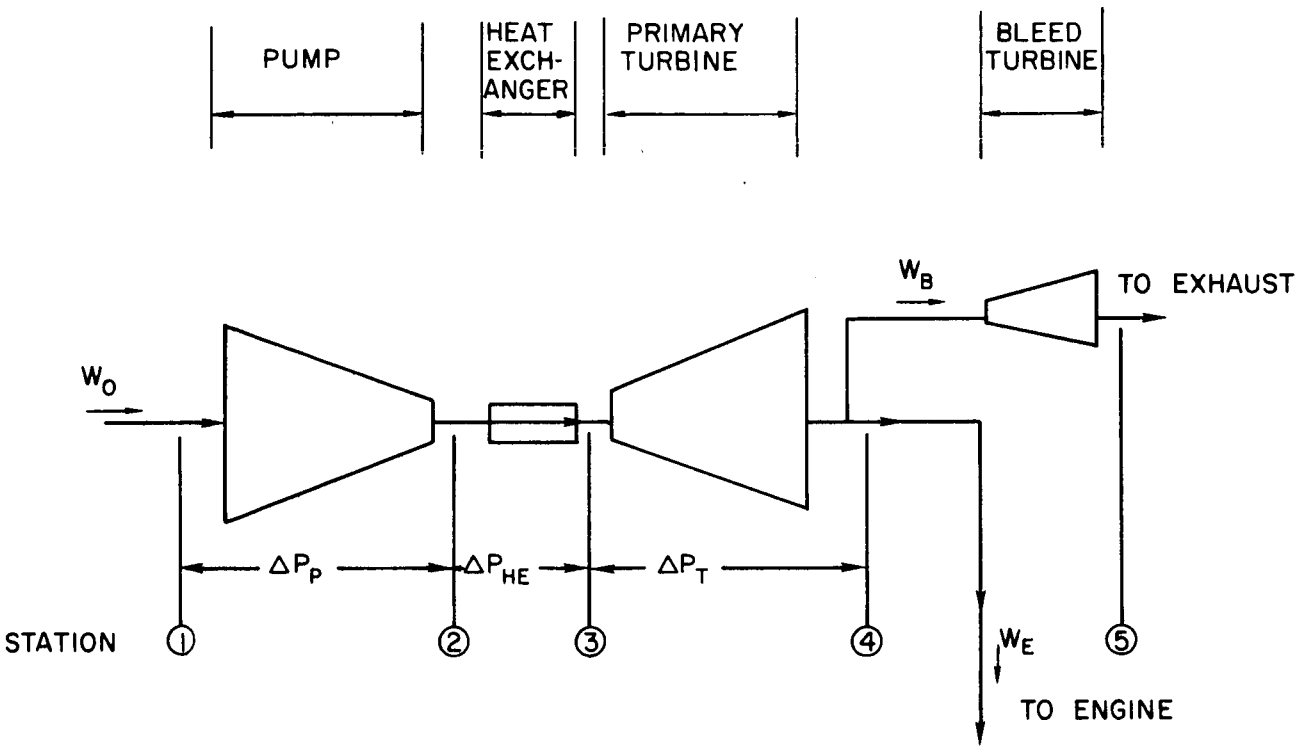 PUMP
HEAT
EXCH-
ANGER
PRIMARY
TURBINE
BLEED
TURBINE
W_O
W_B
TO EXHAUST
ΔP_P
ΔP_HE
ΔP_T
STATION
1
2
3
4
5
W_E
TO ENGINE